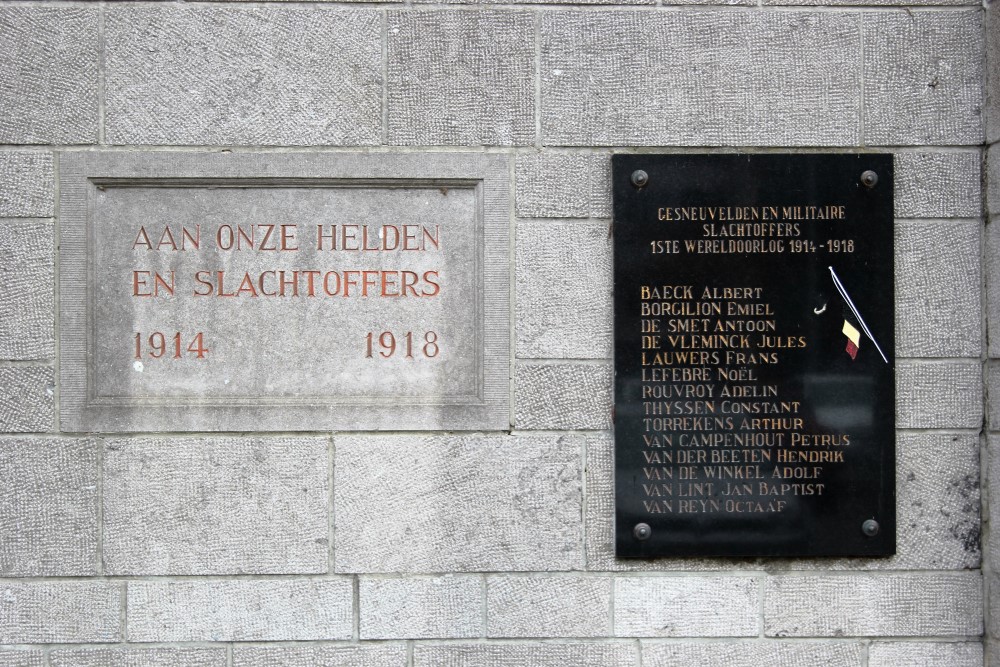 AAN ONZE HELDEN
EN SLACHTOFFERS
1914 1918
GESNEUVELDEN EN MILITAIRE
SLACHTOFFERS
1STE WERELDOORLOG 1914 - 1918
BAECK ALBERT
BORGILION EMIEL
DE SMET ANTOON
DE VLEMINCK JULES
LAUWERS FRANS
LEFEBRE NOËL
ROUVROY ADELIN
THYSSEN CONSTANT
TORREKENS ARTHUR
VAN CAMPENHOUT PETRUS
VAN DER BEETEN HENDRIK
VAN DE WINKEL ADOLF
VAN LINT JAN BAPTIST
VAN REYN OCTAAF